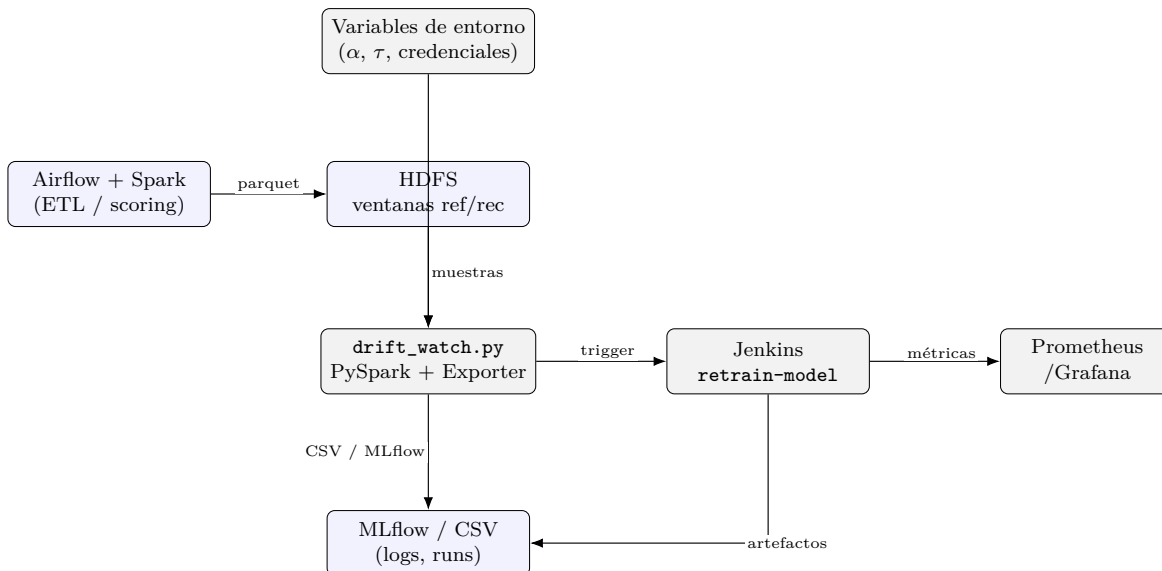 Variables de entorno
(α, τ, credenciales)
Airflow + Spark
(ETL / scoring)
parquet
HDFS
ventanas ref/rec
muestras
drift_watch.py
PySpark + Exporter
trigger
Jenkins
retrain-model
métricas
Prometheus
/Grafana
CSV / MLflow
MLflow / CSV
(logs, runs)
artefactos